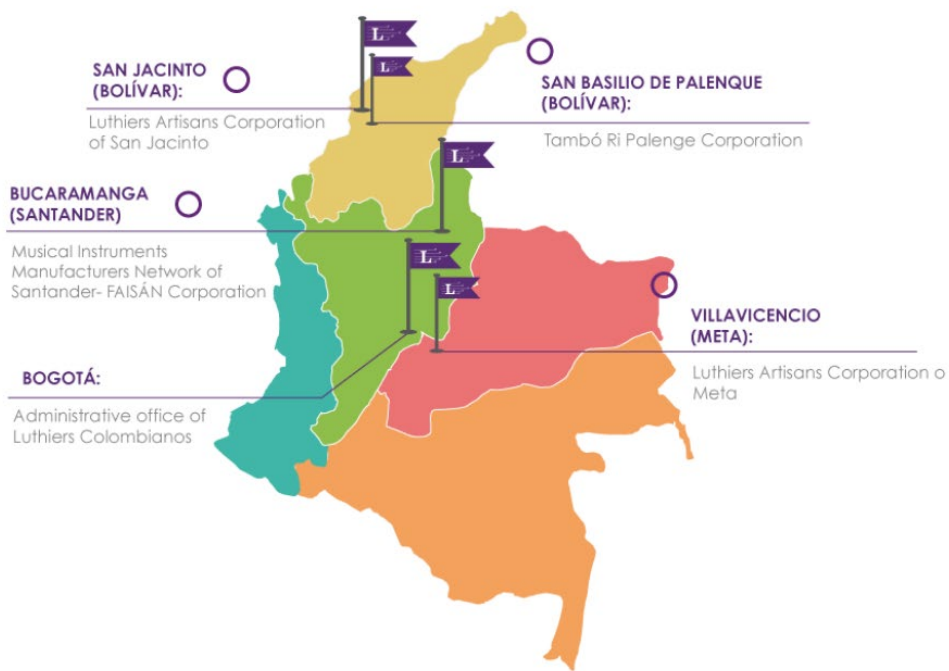 SAN JACINTO
(BOLÍVAR):
Luthiers Artisans Corporation
of San Jacinto
SAN BASILIO DE PALENQUE
(BOLÍVAR):
Tambó Ri Palenge Corporation
BUCARAMANGA
(SANTANDER)
Musical Instruments
Manufacturers Network of
Santander- FAISÁN Corporation
VILLAVICENCIO
(META):
Luthiers Artisans Corporation o
Meta
BOGOTÁ:
Administrative office of
Luthiers Colombianos
L
L
L
L
L